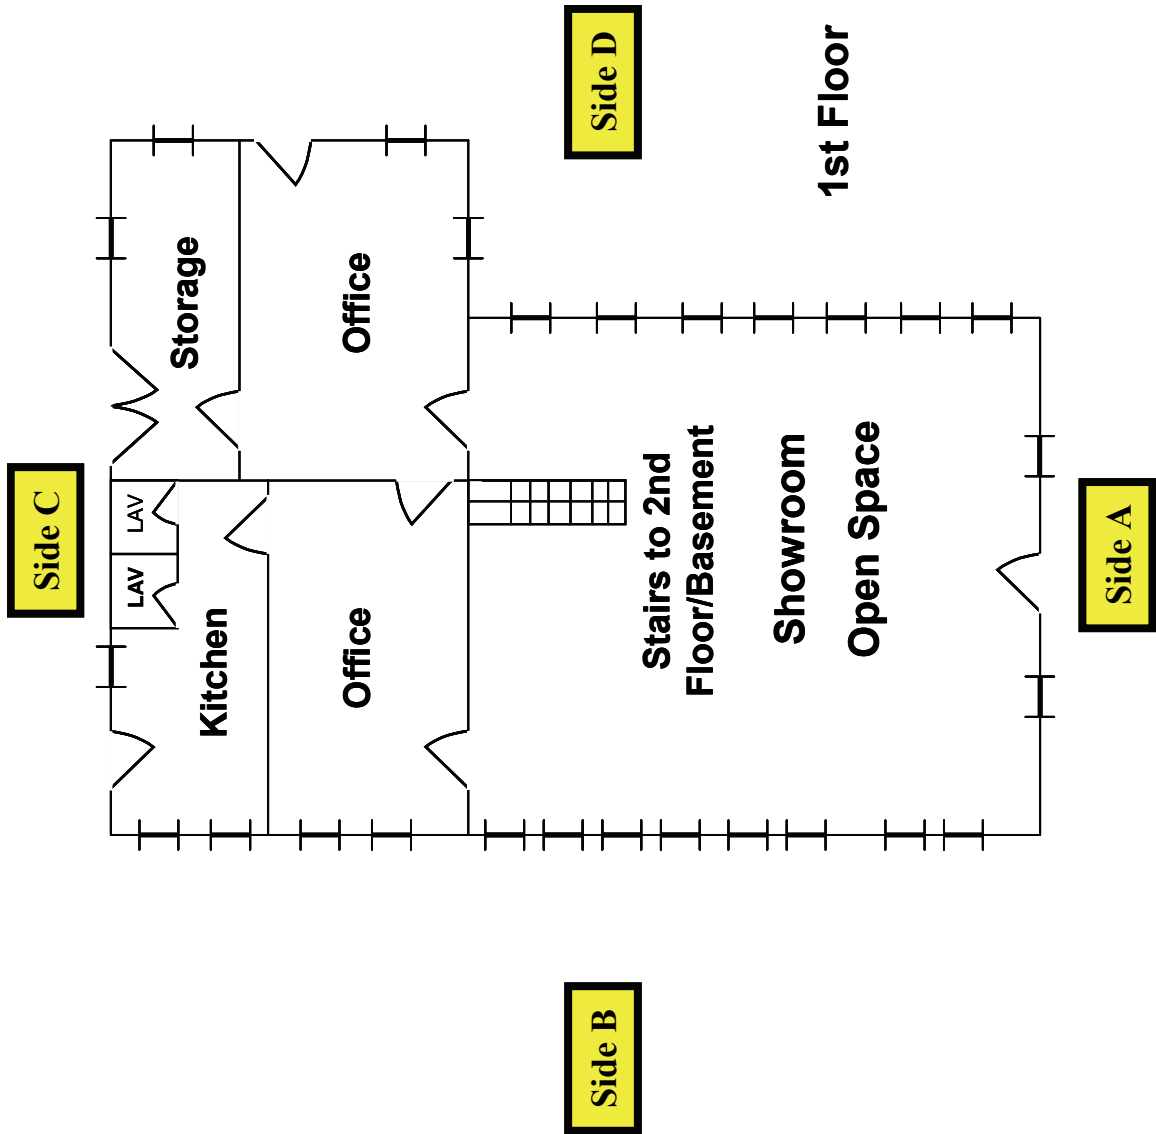 Side C
Side D
Storage
Office
LAV
LAV
Kitchen
Office
Stairs to 2nd
Floor/Basement
Showroom
Open Space
1st Floor
Side A
Side B